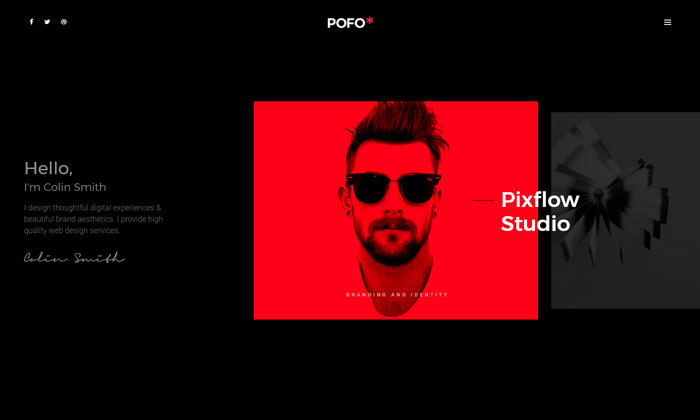 POFO*
Hello,
I'm Colin Smith
I design thoughtful digital experiences &
beautiful brand aesthetics. I provide high
quality web design services.
Colin Smith
Pixflow
Studio
BRANDING AND IDENTITY